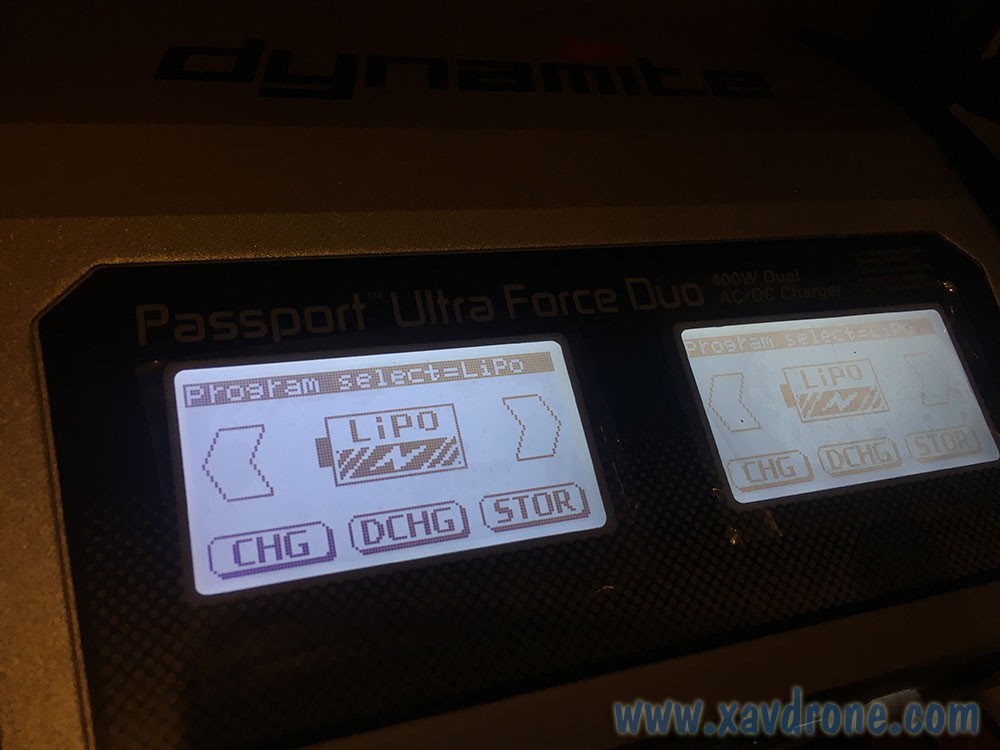 dynamite
Passport™ Ultra Force Duo
400W Dual
AC/DC Charger
Program select=LiPo
LiPO
CHG DCHG STOR
Program select=LiPo
LiPO
CHG DCHG STOR
www.xavdrone.com